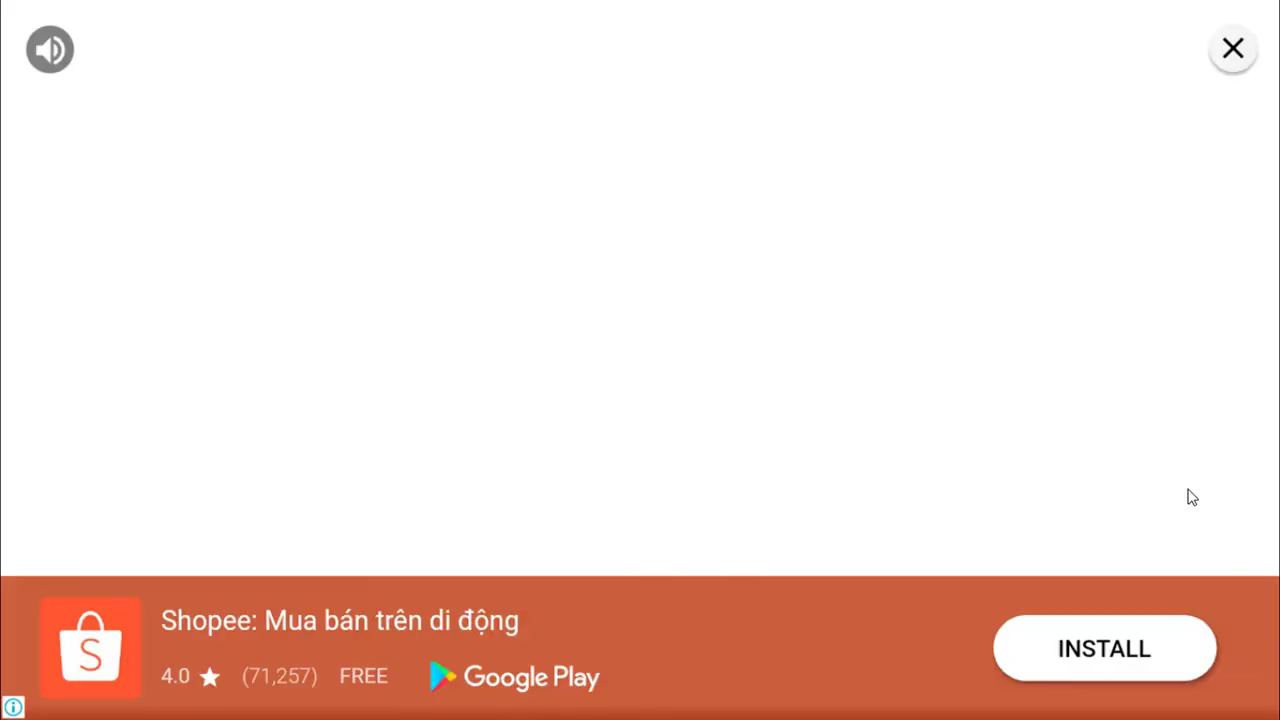 Shopee: Mua bán trên di động
4.0 ★ (71,257) FREE Google Play
INSTALL
S